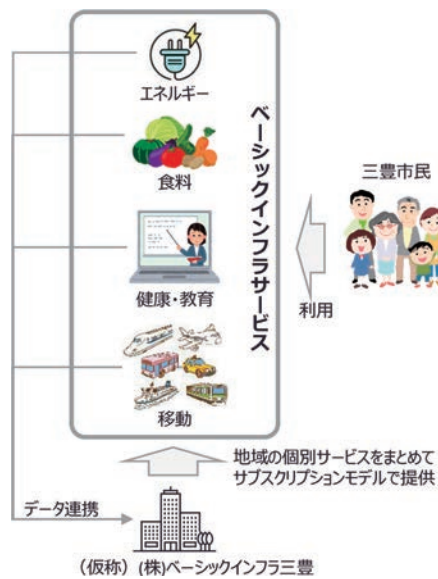 エネルギー
食料
健康・教育
移動
ベーシックインフラサービス
三豊市民
利用
地域の個別サービスをまとめて
サブスクリプションモデルで提供
データ連携
（仮称）(株)ベーシックインフラ三豊